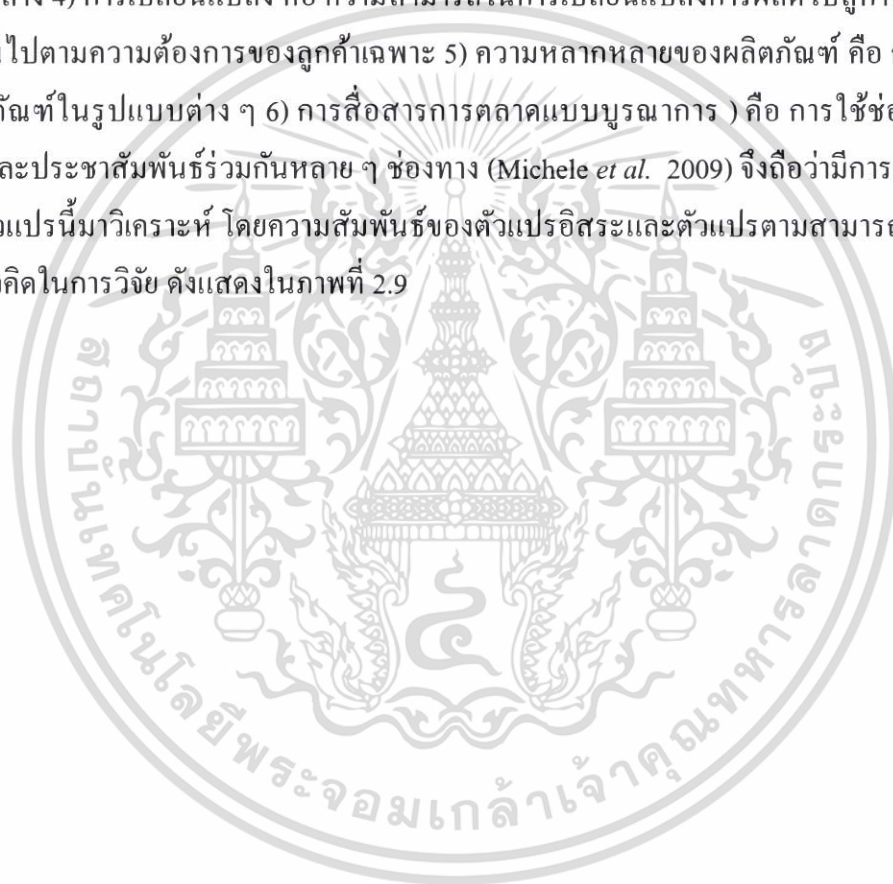 4) การเปลี่ยนแปลง คือ ความสามารถในการเปลี่ยนแปลงการผลิต
ไปตามความต้องการของลูกค้าเฉพาะ 5) ความหลากหลายของผลิตภัณฑ์ คือ
ภัณฑ์ในรูปแบบต่าง ๆ 6) การสื่อสารการตลาดแบบบูรณาการ ) คือ การใช้ช่อ
ละประชาสัมพันธ์ร่วมกันหลาย ๆ ช่องทาง (Michele et al. 2009) จึงถือว่ามีการ
วแปรนี้มาวิเคราะห์ โดยความสัมพันธ์ของตัวแปรอิสระและตัวแปรตามสามารถ
คิดในการวิจัย ดังแสดงในภาพที่ 2.9
สถาบันเทคโนโลยีพระจอมเกล้าเจ้าคุณทหารลาดกระบัง